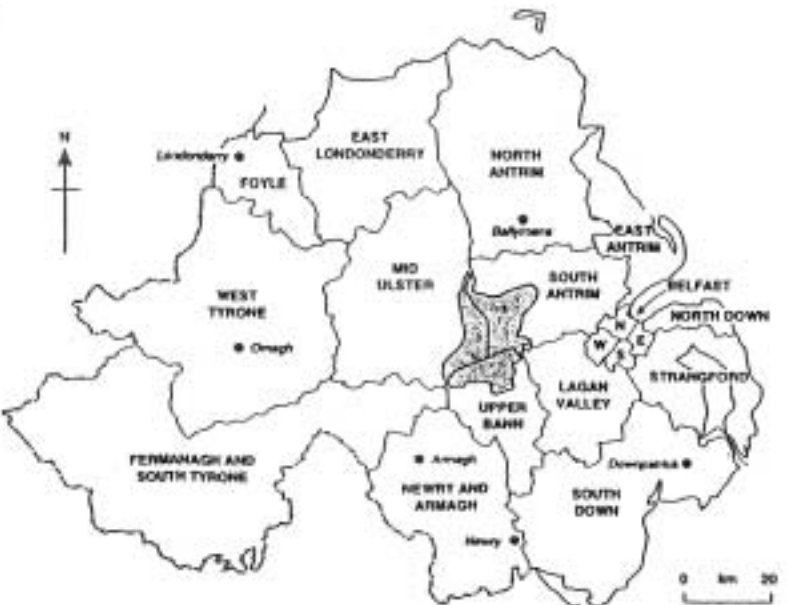 N
EAST
LONDONDERRY
Londonderry
FOYLE
NORTH
ANTRIM
Ballymena
EAST
ANTRIM
MID
ULSTER
SOUTH
ANTRIM
WEST
TYRONE
Omagh
BELFAST
NORTH DOWN
N
W
E
S
STRANGFORD
LAGAN
VALLEY
UPPER
BANN
FERMANAGH AND
SOUTH TYRONE
Armagh
NEWRY AND
ARMAGH
Downpatrick
SOUTH
DOWN
Newry
0 km 20